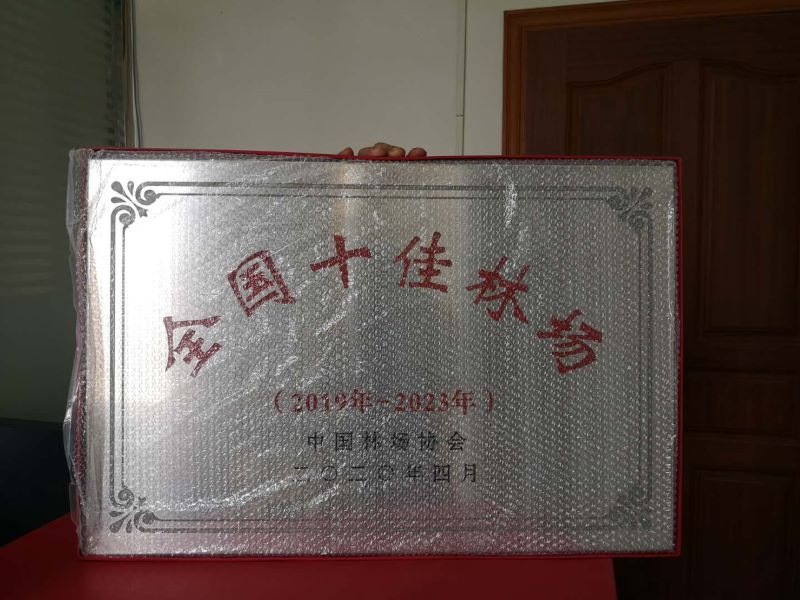 全国十佳林场
（2019年-2023年）
中国林场协会
二〇二〇年四月